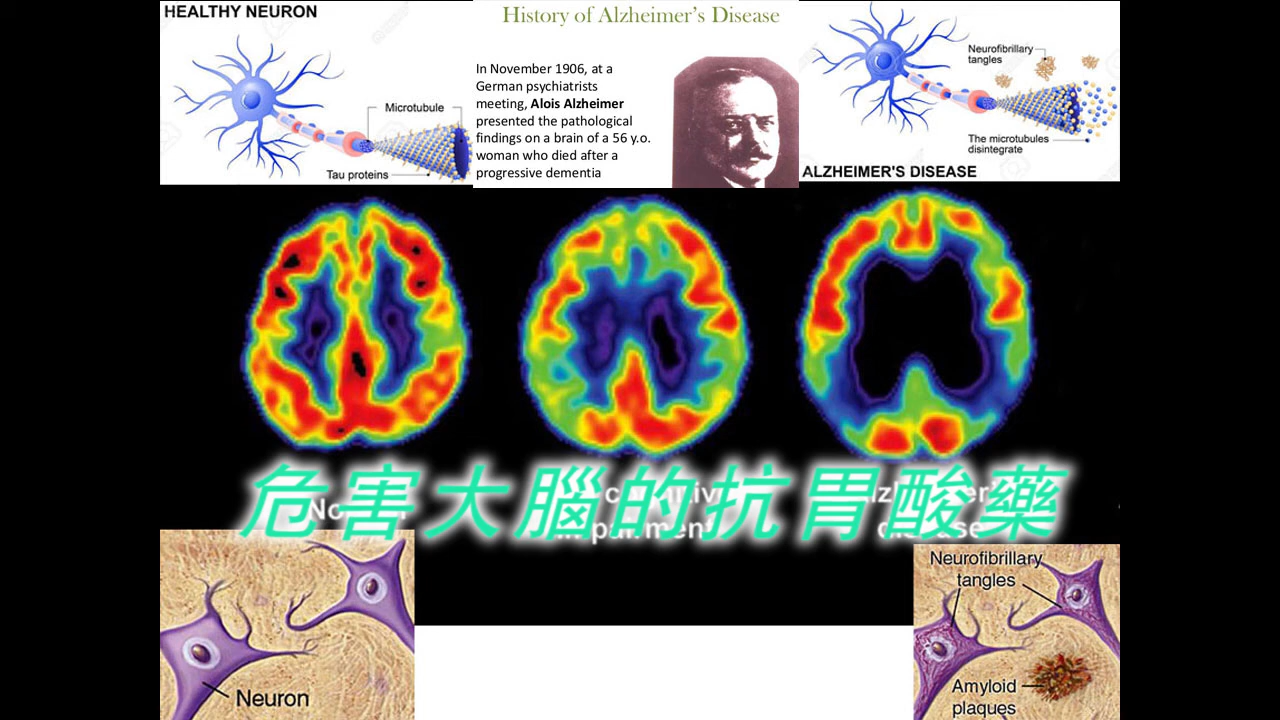 HEALTHY NEURON
Microtubule
Tau proteins
History of Alzheimer's Disease
In November 1906, at a
German psychiatrists
meeting, Alois Alzheimer
presented the pathological
findings on a brain of a 56 y.o.
woman who died after a
progressive dementia
Neurofibrillary
tangles
The microtubules
disintegrate
ALZHEIMER'S DISEASE
危害大腦的抗胃酸藥
Neuron
Neurofibrillary
tangles
Amyloid
plaques